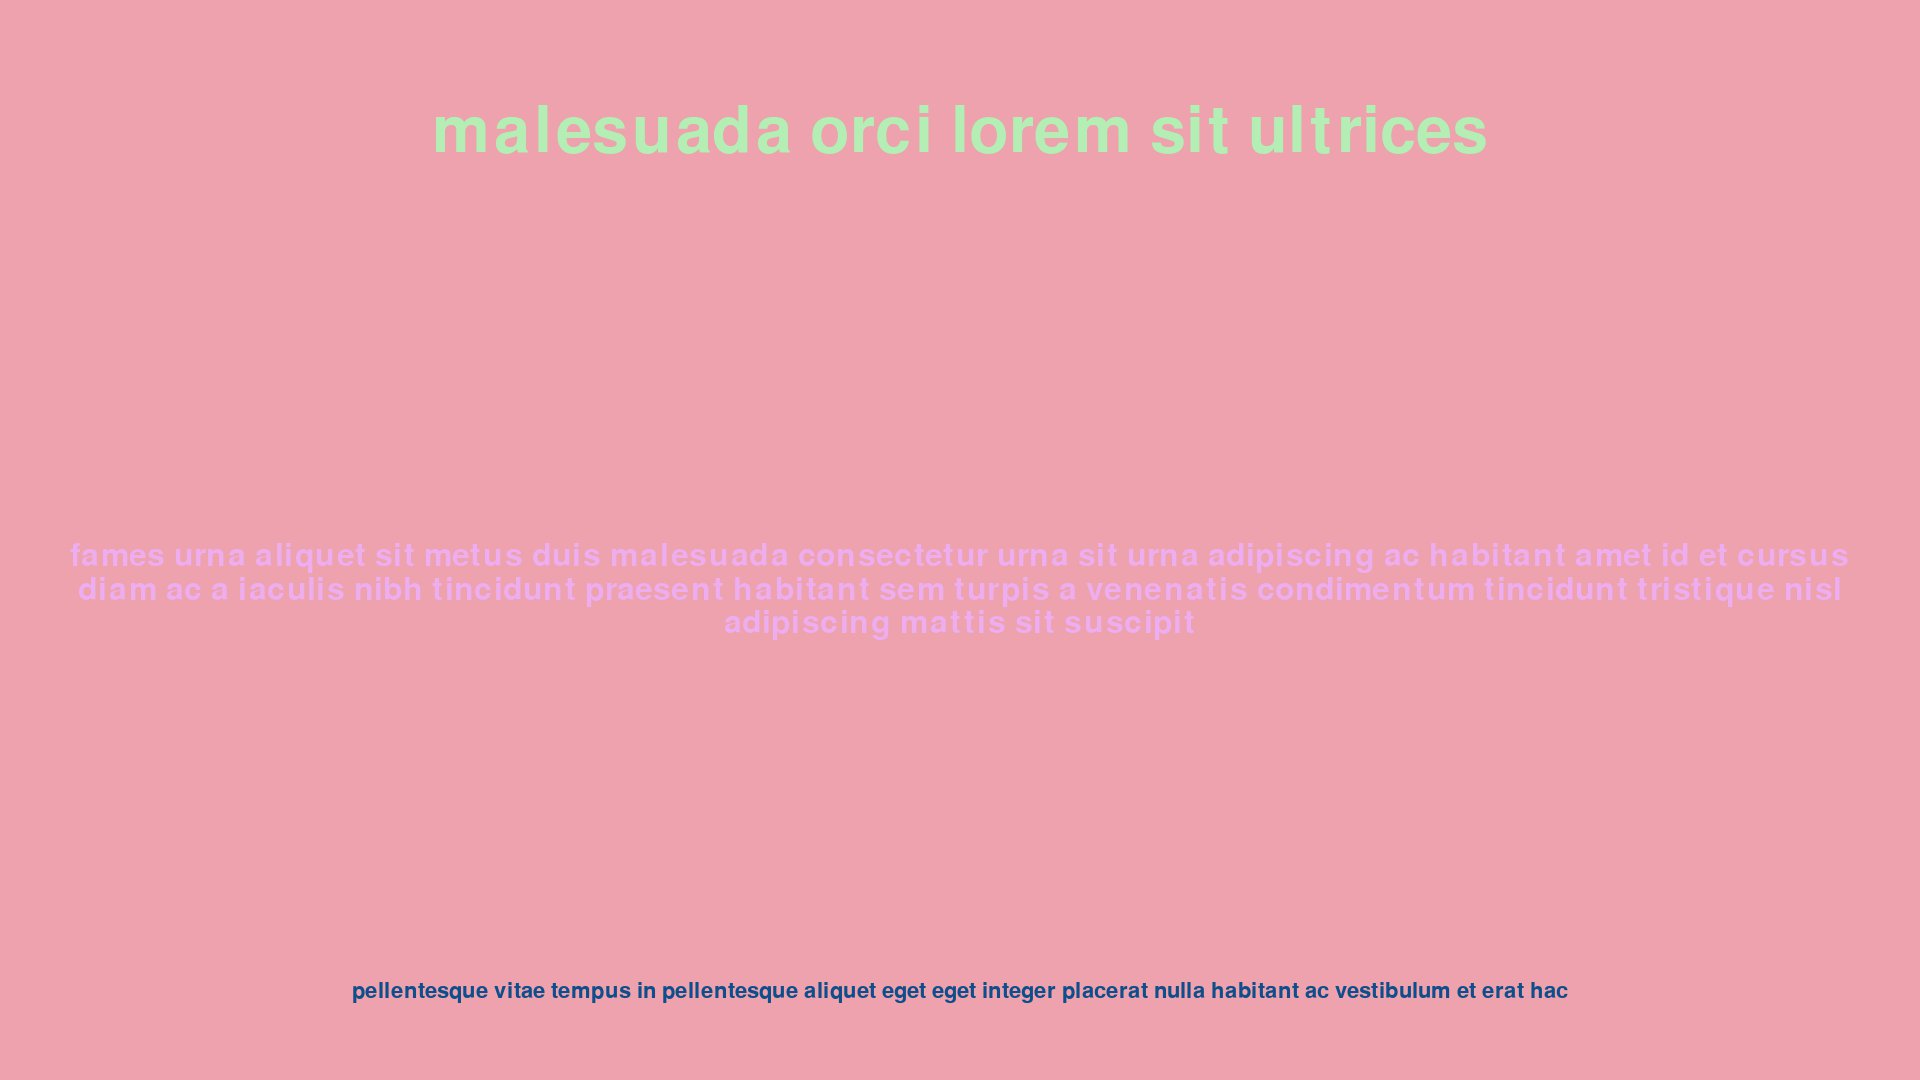 malesuada orci lorem sit ultrices
fames urna aliquet sit metus duis malesuada consectetur urna sit urna adipiscing ac habitant amet id et cursus
diam ac a iaculis nibh tincidunt praesent habitant sem turpis a venenatis condimentum tincidunt tristique nisl
adipiscing mattis sit suscipit
pellentesque vitae tempus in pellentesque aliquet eget eget integer placerat nulla habitant ac vestibulum et erat hac